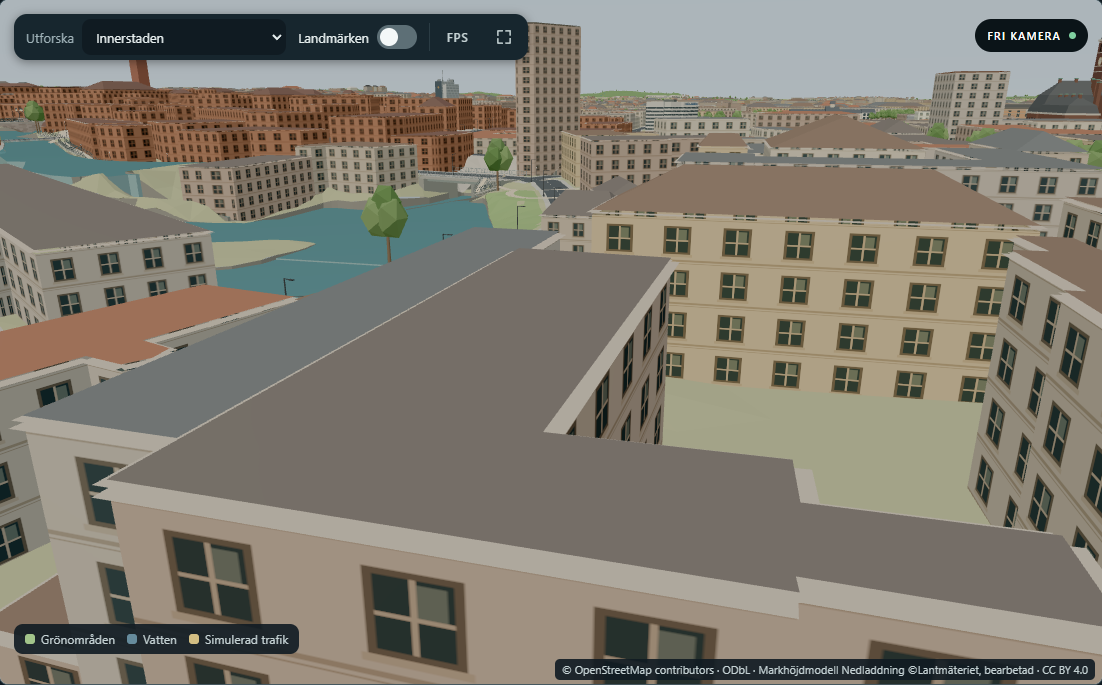 Utforska Innerstaden Landmärken FPS
FRI KAMERA
Grönområden Vatten Simulerad trafik
© OpenStreetMap contributors · ODbL · Markhöjdmodell Nedladdning ©Lantmäteriet, bearbetad · CC BY 4.0